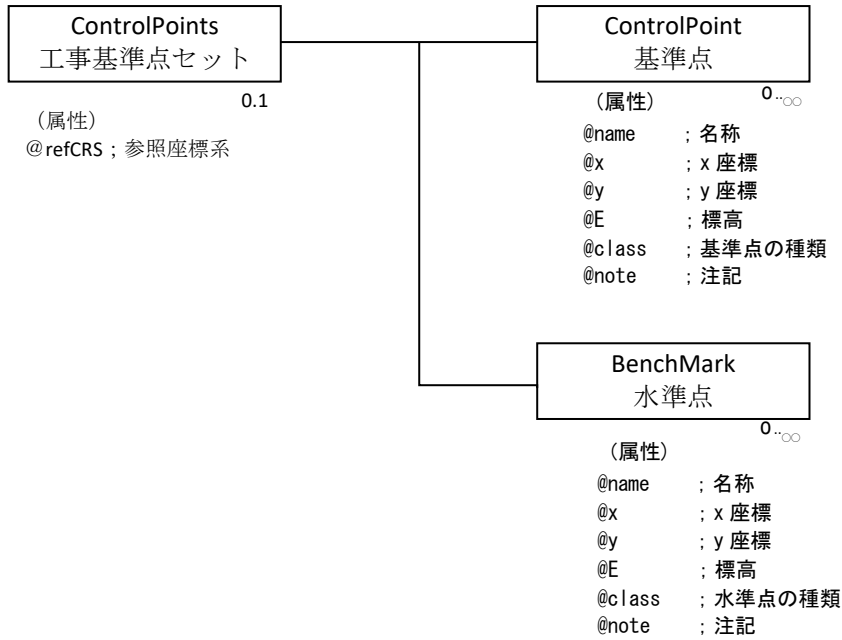 ControlPoints
工事基準点セット
0.1
（属性）
＠refCRS；参照座標系
ControlPoint
基準点
0..○○
（属性）
@name ；名称
@x ；x 座標
@y ；y 座標
@E ；標高
@class ；基準点の種類
@note ；注記
BenchMark
水準点
0..○○
（属性）
@name ；名称
@x ；x 座標
@y ；y 座標
@E ；標高
@class ；水準点の種類
@note ；注記